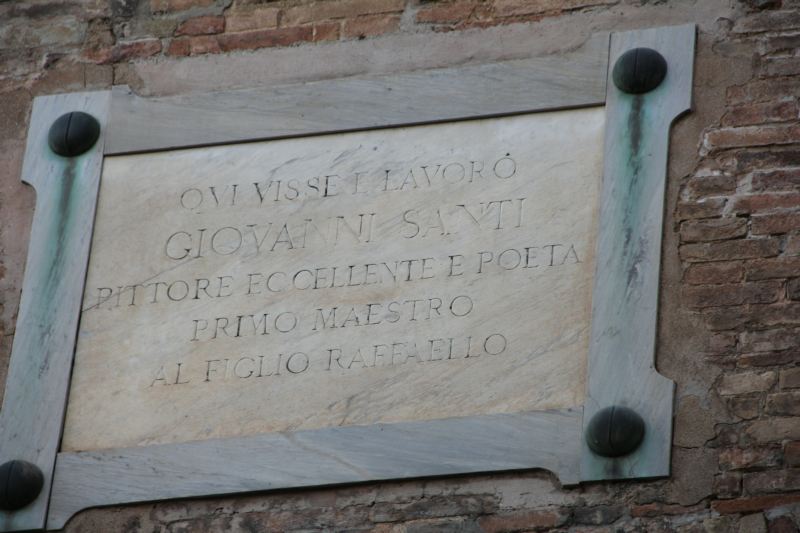 QVI VISSE E LAVORÒ
GIOVANNI SANTI
PITTORE ECCELLENTE E POETA
PRIMO MAESTRO
AL FIGLIO RAFFAELLO